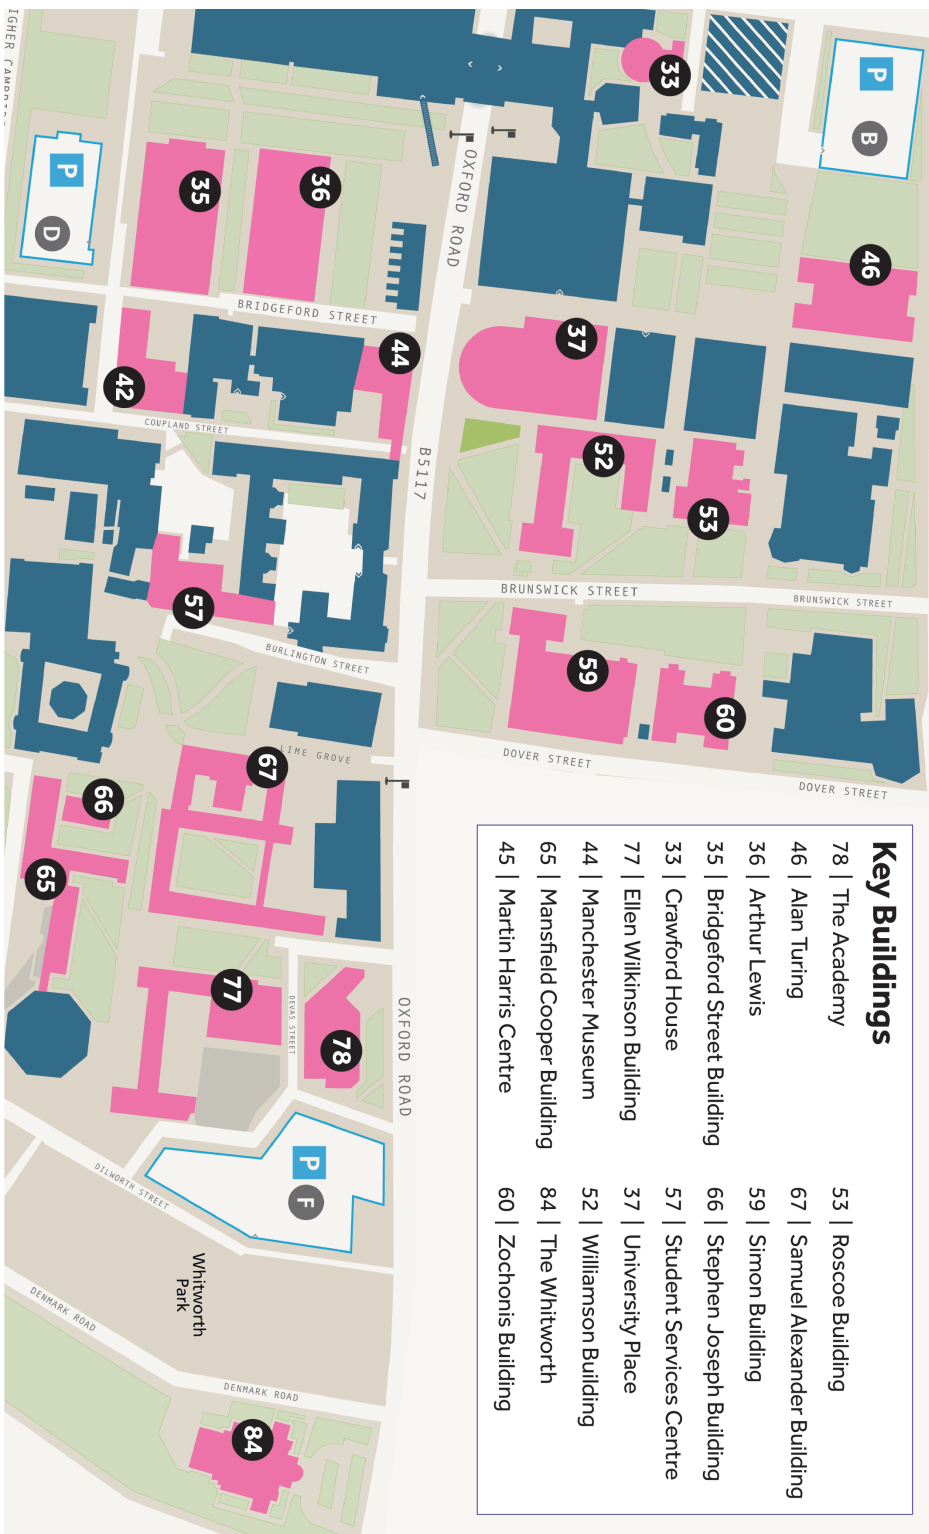 Key Buildings
78 | The Academy
46 | Alan Turing
36 | Arthur Lewis
35 | Bridgeford Street Building
33 | Crawford House
77 | Ellen Wilkinson Building
44 | Manchester Museum
65 | Mansfield Cooper Building
45 | Martin Harris Centre
53 | Roscoe Building
67 | Samuel Alexander Building
59 | Simon Building
66 | Stephen Joseph Building
57 | Student Services Centre
37 | University Place
52 | Williamson Building
84 | The Whitworth
60 | Zochonis Building
P
B
33
46
37
52
53
BRUNSWICK STREET
BRUNSWICK STREET
59
60
DOVER STREET
DOVER STREET
OXFORD ROAD
B5117
OXFORD ROAD
P
D
35
36
BRIDGEFORD STREET
44
42
COUPLAND STREET
57
BURLINGTON STREET
LIME GROVE
67
66
65
77
DEVAS STREET
78
P
F
DILWORTH STREET
Whitworth
Park
DENMARK ROAD
DENMARK ROAD
84